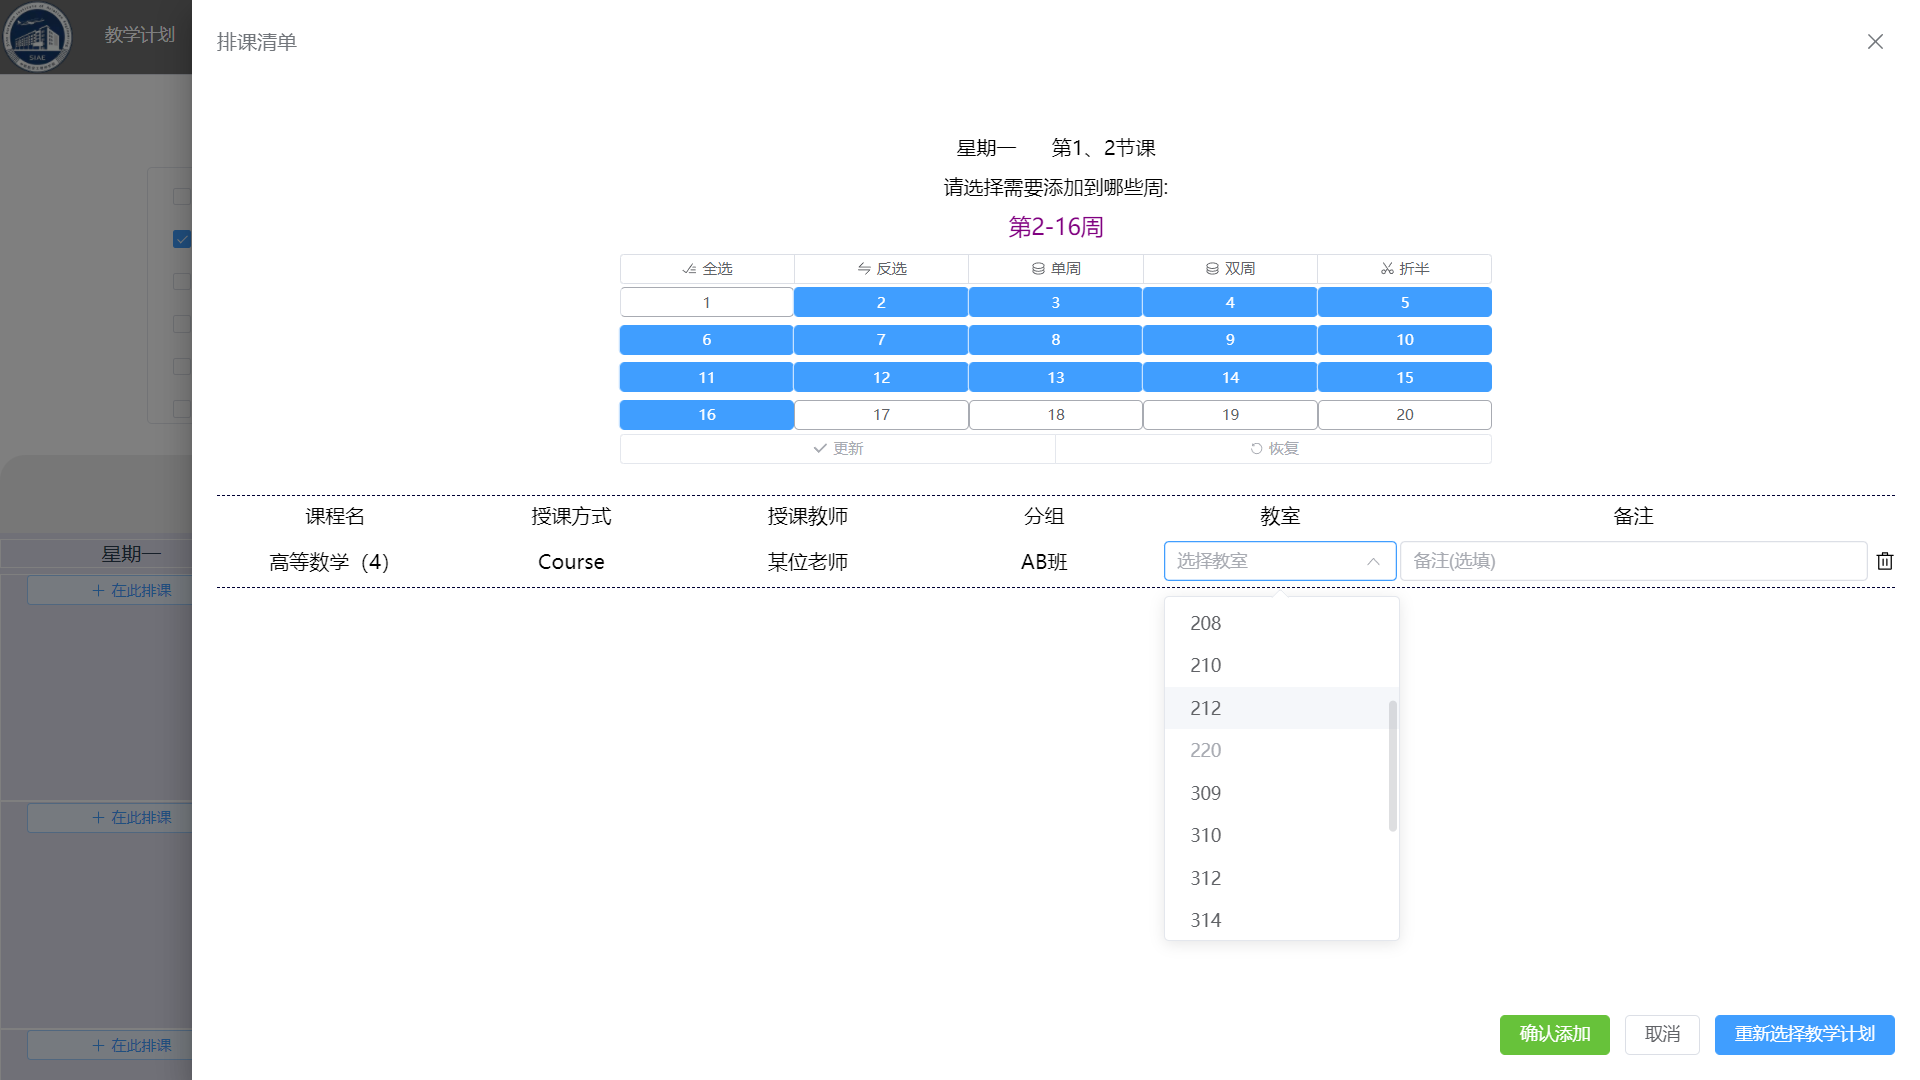 教学计划
排课清单
星期一 第1、2节课
请选择需要添加到哪些周:
第2-16周
全选 反选 单周 双周 折半
1 2 3 4 5
6 7 8 9 10
11 12 13 14 15
16 17 18 19 20
更新 恢复
课程名 授课方式 授课教师 分组 教室 备注
高等数学（4） Course 某位老师 AB班 选择教室 备注(选填)
208
210
212
220
309
310
312
314
星期一
在此排课
在此排课
在此排课
确认添加 取消 重新选择教学计划
SIAE